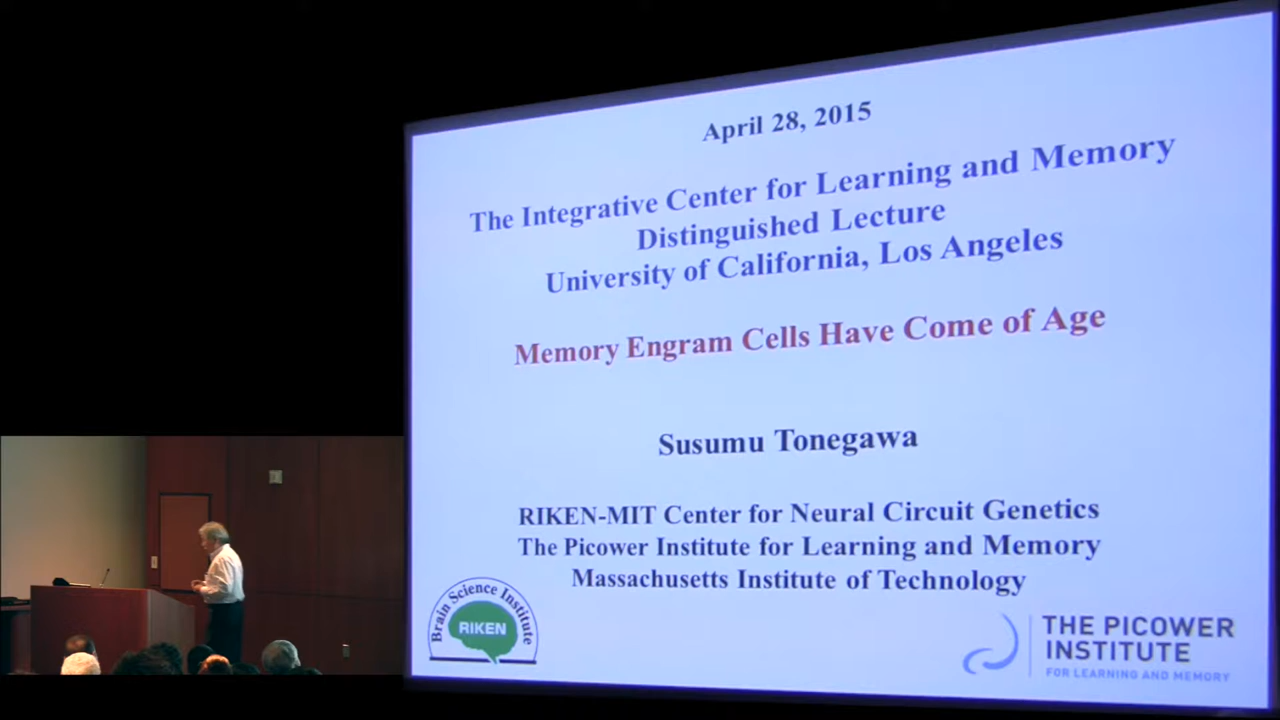 April 28, 2015
The Integrative Center for Learning and Memory
Distinguished Lecture
University of California, Los Angeles
Memory Engram Cells Have Come of Age
Susumu Tonegawa
RIKEN-MIT Center for Neural Circuit Genetics
The Picower Institute for Learning and Memory
Massachusetts Institute of Technology
Brain Science Institute
RIKEN
THE PICOWER
INSTITUTE
FOR LEARNING AND MEMORY